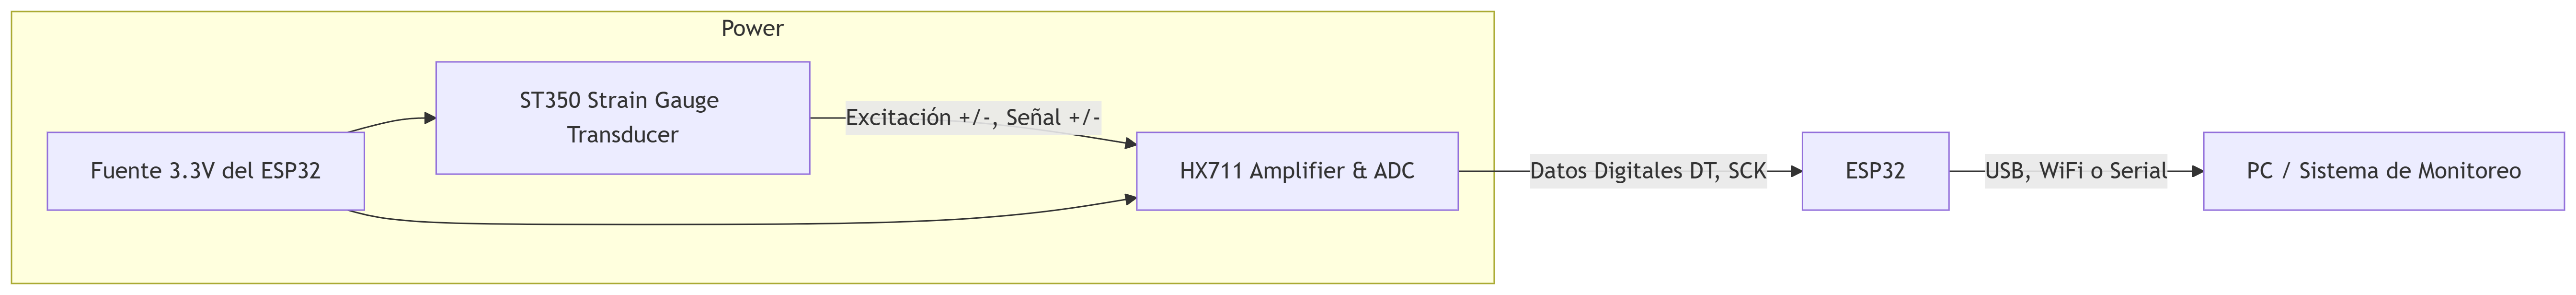 Power
Fuente 3.3V del ESP32
ST350 Strain Gauge
Transducer
Excitación +/-, Señal +/-
HX711 Amplifier & ADC
Datos Digitales DT, SCK
ESP32
USB, WiFi o Serial
PC / Sistema de Monitoreo